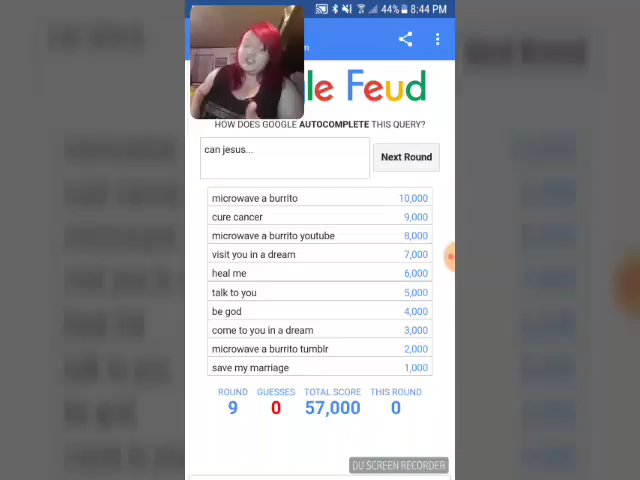 44% 8:44 PM
m
le Feud
HOW DOES GOOGLE AUTOCOMPLETE THIS QUERY?
can jesus...
Next Round
microwave a burrito 10,000
cure cancer 9,000
microwave a burrito youtube 8,000
visit you in a dream 7,000
heal me 6,000
talk to you 5,000
be god 4,000
come to you in a dream 3,000
microwave a burrito tumblr 2,000
save my marriage 1,000
ROUND GUESSES TOTAL SCORE THIS ROUND
9 0 57,000 0
DU SCREEN RECORDER